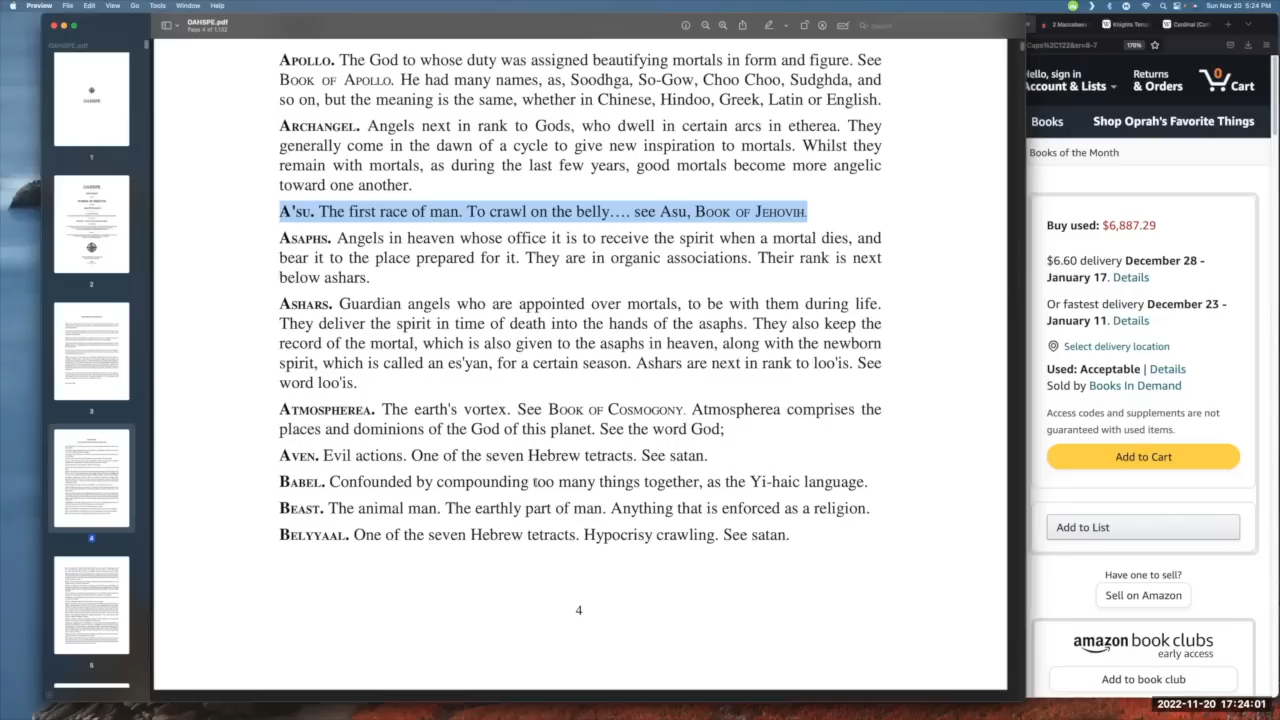 Preview File Edit View Go Tools Window Help
Sun Nov 20 5:24 PM
OAHSPE.pdf
Page 4 of 1,182
Search
2 Maccabees
Knights Temp
Cardinal (Cat
OAHSPE.pdf
1
2
3
4
5
APOLLO. The God to whose duty was assigned beautifying mortals in form and figure. See
BOOK OF APOLLO. He had many names, as, Soodhga, So-Gow, Choo Choo, Sudghda, and
so on, but the meaning is the same, whether in Chinese, Hindoo, Greek, Latin or English.
ARCHANGEL. Angels next in rank to Gods, who dwell in certain arcs in etherea. They
generally come in the dawn of a cycle to give new inspiration to mortals. Whilst they
remain with mortals, as during the last few years, good mortals become more angelic
toward one another.
A'SU. The first race of man. To crawl on the belly.... see Asu, BOOK OF JEHOVIH.
ASAPHS. Angels in heaven whose office it is to receive the spirit when a mortal dies, and
bear it to the place prepared for it. They are in organic associations. Their rank is next
below ashars.
ASHARS. Guardian angels who are appointed over mortals, to be with them during life.
They deliver the spirit in time of death into the hands of the asaphs. They also keep the
record of the mortal, which is also given to the asaphs in heaven, along with the newborn
spirit, which is called an es'yan, for a certain season. Ashars are next in rank to loo'is. See
word loo'is.
ATMOSPHEREA. The earth's vortex. See BOOK OF COSMOGONY. Atmospherea comprises the
places and dominions of the God of this planet. See the word God;
AVEN. Evil actions. One of the seven Hebrew tetracts. See satan.
BABEL. Confounded by compounding too many things together, as the Yi-haic language.
BEAST. The animal man. The earthly part of man. Anything that is enforced as a religion.
BELYYAAL. One of the seven Hebrew tetracts. Hypocrisy crawling. See satan.
4
Caps%2C122&sr=8-7
170%
Hello, sign in
Account & Lists
Returns
& Orders
0
Cart
Books
Shop Oprah's Favorite Things
Books of the Month
Buy used: $6,887.29
$6.60 delivery December 28 -
January 17. Details
Or fastest delivery December 23 -
January 11. Details
Select delivery location
Used: Acceptable | Details
Sold by Books In Demand
Access codes and supplements are not
guaranteed with used items.
Add to Cart
Add to List
Have one to sell?
Sell on Amazon
amazon book clubs
early access
Add to book club
2022-11-20 17:24:01